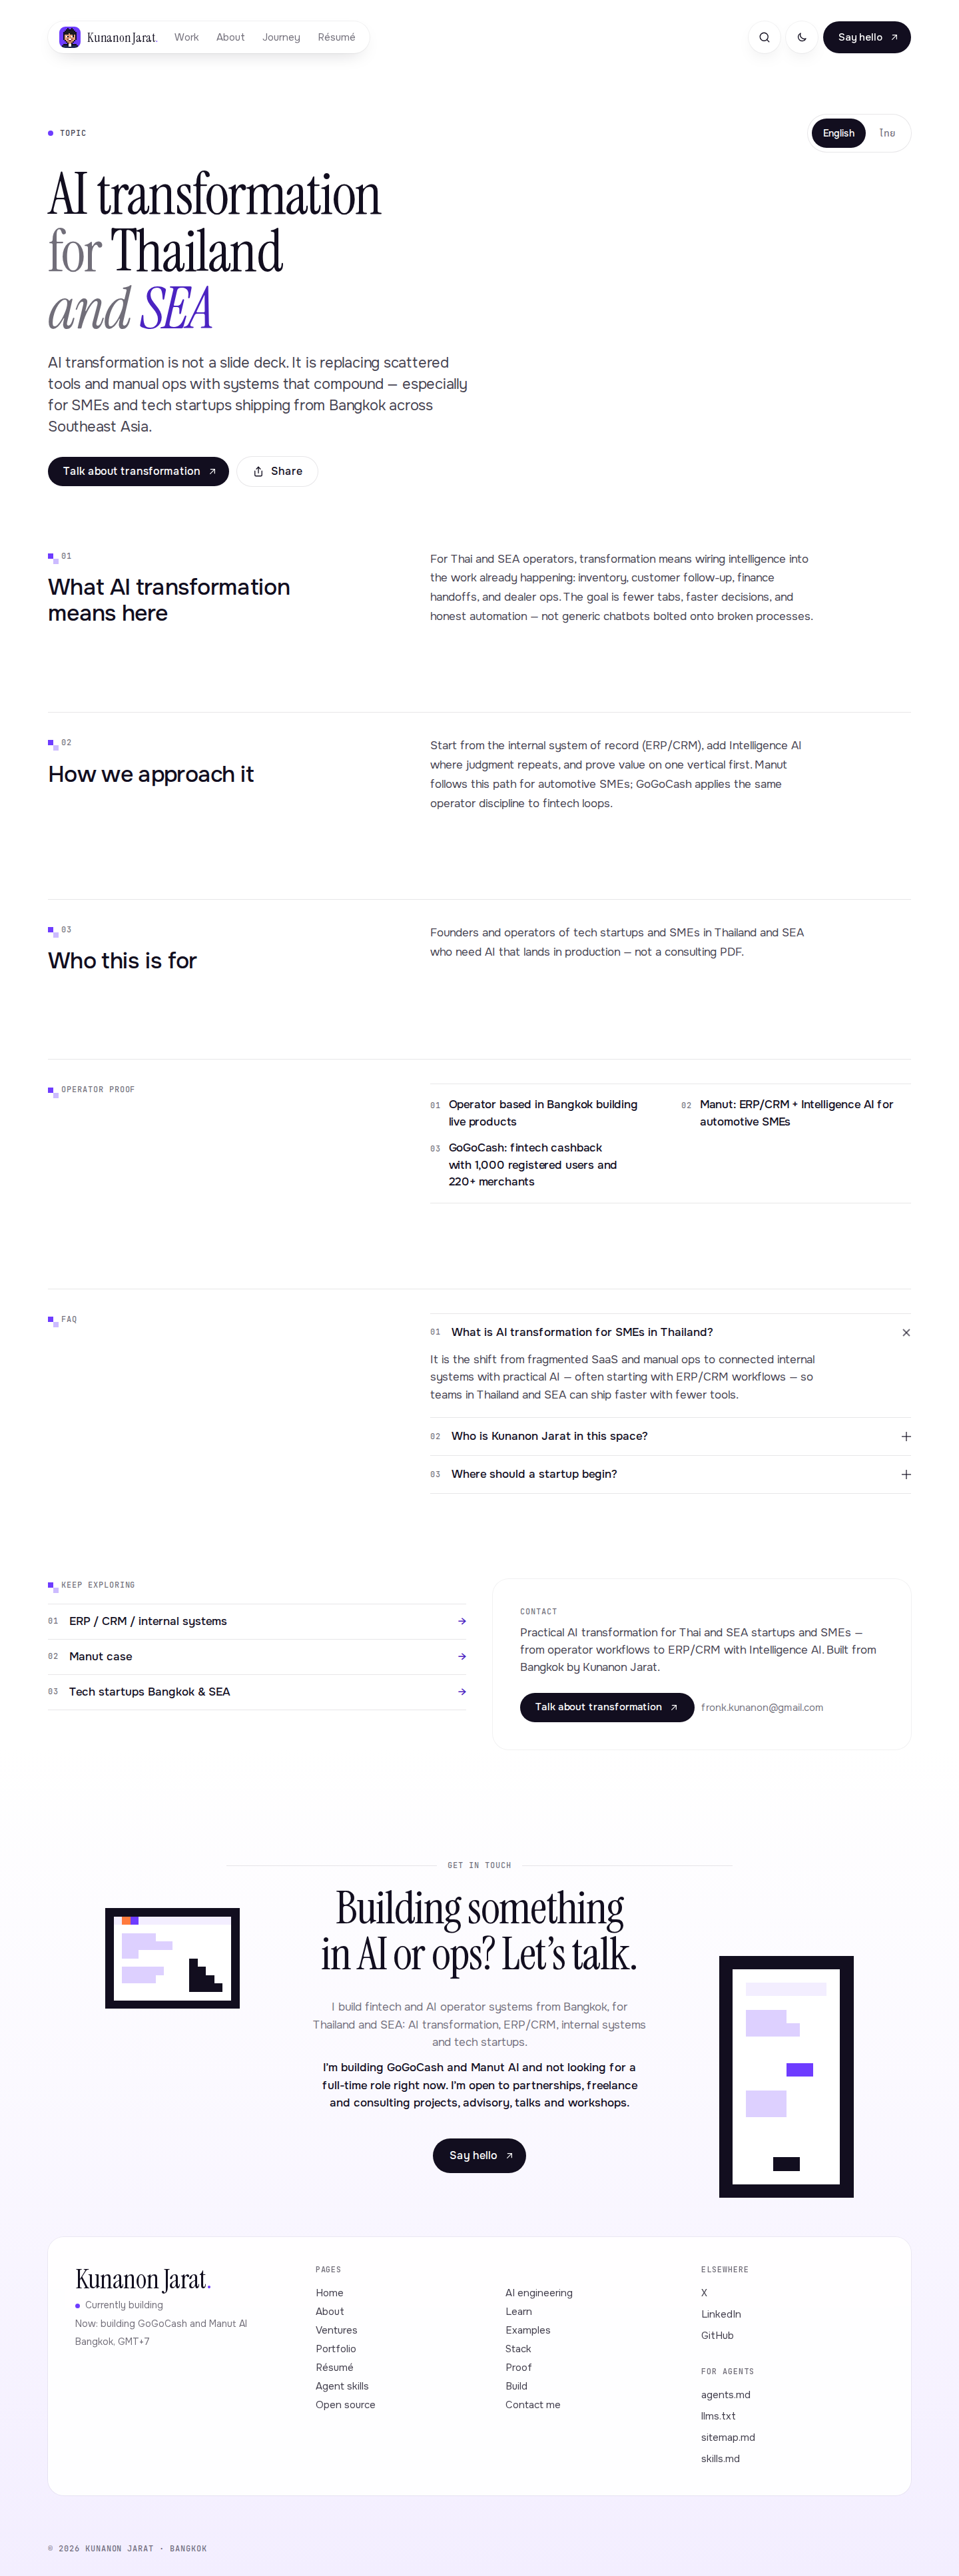 Kunanon Jarat.
Work
About
Journey
Résumé
Say hello
TOPIC
English
ไทย
AI transformation
for Thailand
and SEA
AI transformation is not a slide deck. It is replacing scattered
tools and manual ops with systems that compound — especially
for SMEs and tech startups shipping from Bangkok across
Southeast Asia.
Talk about transformation
Share
01
What AI transformation
means here
For Thai and SEA operators, transformation means wiring intelligence into
the work already happening: inventory, customer follow-up, finance
handoffs, and dealer ops. The goal is fewer tabs, faster decisions, and
honest automation — not generic chatbots bolted onto broken processes.
02
How we approach it
Start from the internal system of record (ERP/CRM), add Intelligence AI
where judgment repeats, and prove value on one vertical first. Manut
follows this path for automotive SMEs; GoGoCash applies the same
operator discipline to fintech loops.
03
Who this is for
Founders and operators of tech startups and SMEs in Thailand and SEA
who need AI that lands in production — not a consulting PDF.
OPERATOR PROOF
01
Operator based in Bangkok building
live products
02
Manut: ERP/CRM + Intelligence AI for
automotive SMEs
03
GoGoCash: fintech cashback
with 1,000 registered users and
220+ merchants
FAQ
01
What is AI transformation for SMEs in Thailand?
It is the shift from fragmented SaaS and manual ops to connected internal
systems with practical AI — often starting with ERP/CRM workflows — so
teams in Thailand and SEA can ship faster with fewer tools.
02
Who is Kunanon Jarat in this space?
03
Where should a startup begin?
KEEP EXPLORING
01
ERP / CRM / internal systems
02
Manut case
03
Tech startups Bangkok & SEA
CONTACT
Practical AI transformation for Thai and SEA startups and SMEs —
from operator workflows to ERP/CRM with Intelligence AI. Built from
Bangkok by Kunanon Jarat.
Talk about transformation
fronk.kunanon@gmail.com
GET IN TOUCH
Building something
in AI or ops? Let's talk.
I build fintech and AI operator systems from Bangkok, for
Thailand and SEA: AI transformation, ERP/CRM, internal systems
and tech startups.
I'm building GoGoCash and Manut AI and not looking for a
full-time role right now. I'm open to partnerships, freelance
and consulting projects, advisory, talks and workshops.
Say hello
Kunanon Jarat.
Currently building
Now: building GoGoCash and Manut AI
Bangkok, GMT+7
PAGES
Home
About
Ventures
Portfolio
Résumé
Agent skills
Open source
AI engineering
Learn
Examples
Stack
Proof
Build
Contact me
ELSEWHERE
X
LinkedIn
GitHub
FOR AGENTS
agents.md
llms.txt
sitemap.md
skills.md
© 2026 KUNANON JARAT · BANGKOK